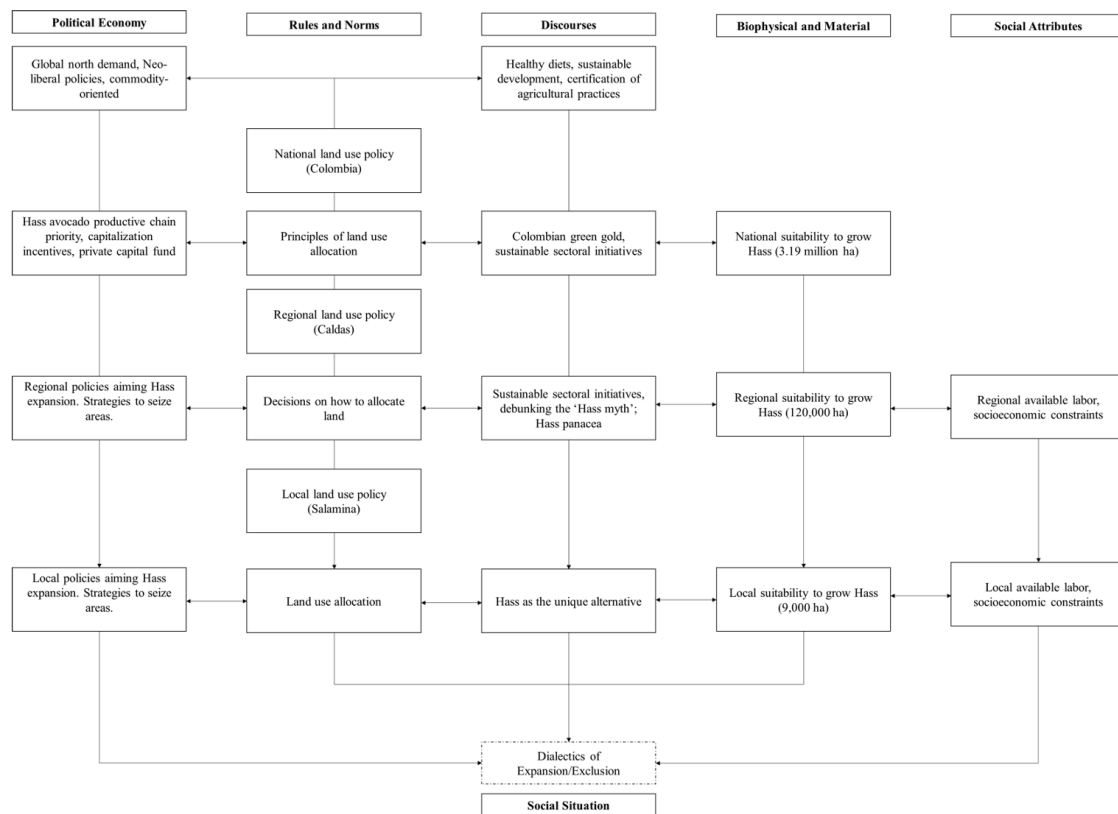 Political Economy
Rules and Norms
Discourses
Biophysical and Material
Social Attributes
Global north demand, Neo-
liberal policies, commodity-
oriented
Healthy diets, sustainable
development, certification of
agricultural practices
National land use policy
(Colombia)
Hass avocado productive chain
priority, capitalization
incentives, private capital fund
Principles of land use
allocation
Colombian green gold,
sustainable sectoral initiatives
National suitability to grow
Hass (3.19 million ha)
Regional land use policy
(Caldas)
Regional policies aiming Hass
expansion. Strategies to seize
areas.
Decisions on how to allocate
land
Sustainable sectoral initiatives,
debunking the ‘Hass myth’;
Hass panacea
Regional suitability to grow
Hass (120,000 ha)
Regional available labor,
socioeconomic constraints
Local land use policy
(Salamina)
Local policies aiming Hass
expansion. Strategies to seize
areas.
Land use allocation
Hass as the unique alternative
Local suitability to grow Hass
(9,000 ha)
Local available labor,
socioeconomic constraints
Dialectics of
Expansion/Exclusion
Social Situation